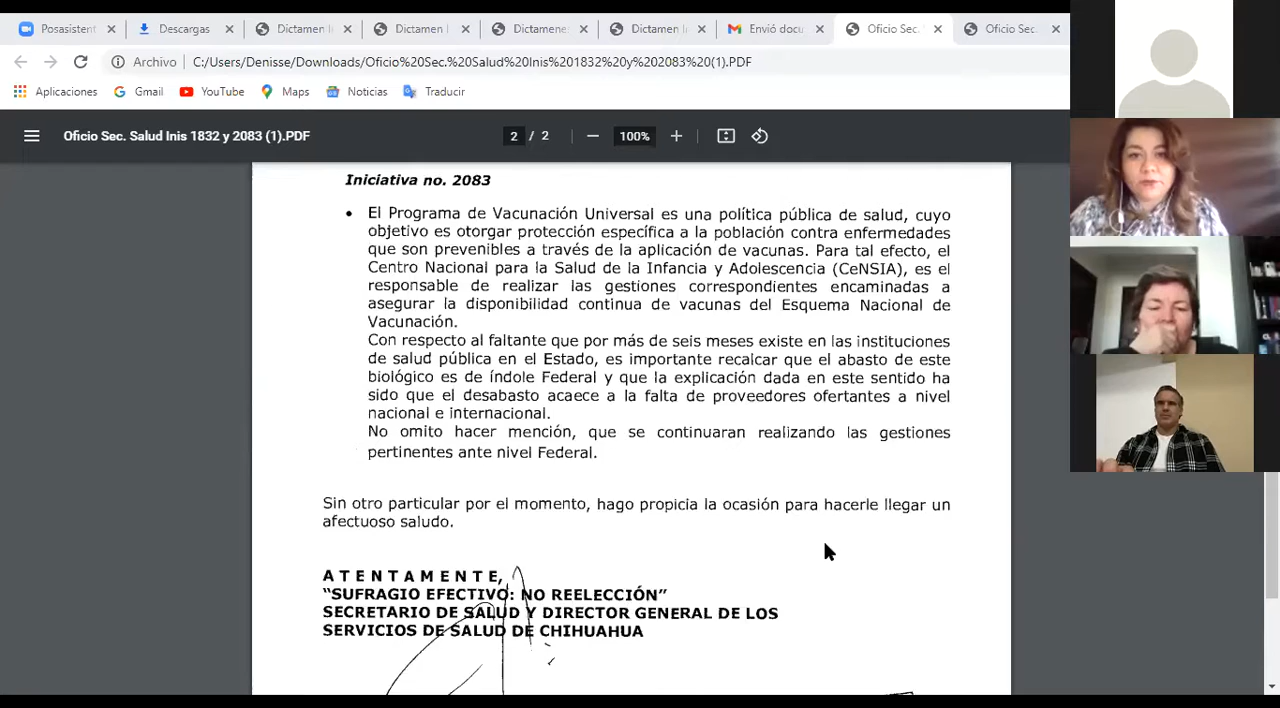 Posasistent
Descargas
Dictamen I
Dictamen I
Dictamene
Dictamen I
Envió docu
Oficio Sec.
Oficio Sec.
Archivo
C:/Users/Denisse/Downloads/Oficio%20Sec.%20Salud%20Inis%201832%20y%202083%20(1).PDF
Aplicaciones
Gmail
YouTube
Maps
Noticias
Traducir
Oficio Sec. Salud Inis 1832 y 2083 (1).PDF
2 / 2
100%
Iniciativa no. 2083
• El Programa de Vacunación Universal es una política pública de salud, cuyo
objetivo es otorgar protección específica a la población contra enfermedades
que son prevenibles a través de la aplicación de vacunas. Para tal efecto, el
Centro Nacional para la Salud de la Infancia y Adolescencia (CeNSIA), es el
responsable de realizar las gestiones correspondientes encaminadas a
asegurar la disponibilidad continua de vacunas del Esquema Nacional de
Vacunación.
Con respecto al faltante que por más de seis meses existe en las instituciones
de salud pública en el Estado, es importante recalcar que el abasto de este
biológico es de índole Federal y que la explicación dada en este sentido ha
sido que el desabasto acaece a la falta de proveedores ofertantes a nivel
nacional e internacional.
No omito hacer mención, que se continuaran realizando las gestiones
pertinentes ante nivel Federal.
Sin otro particular por el momento, hago propicia la ocasión para hacerle llegar un
afectuoso saludo.
A T E N T A M E N T E,
“SUFRAGIO EFECTIVO: NO REELECCIÓN”
SECRETARIO DE SALUD Y DIRECTOR GENERAL DE LOS
SERVICIOS DE SALUD DE CHIHUAHUA